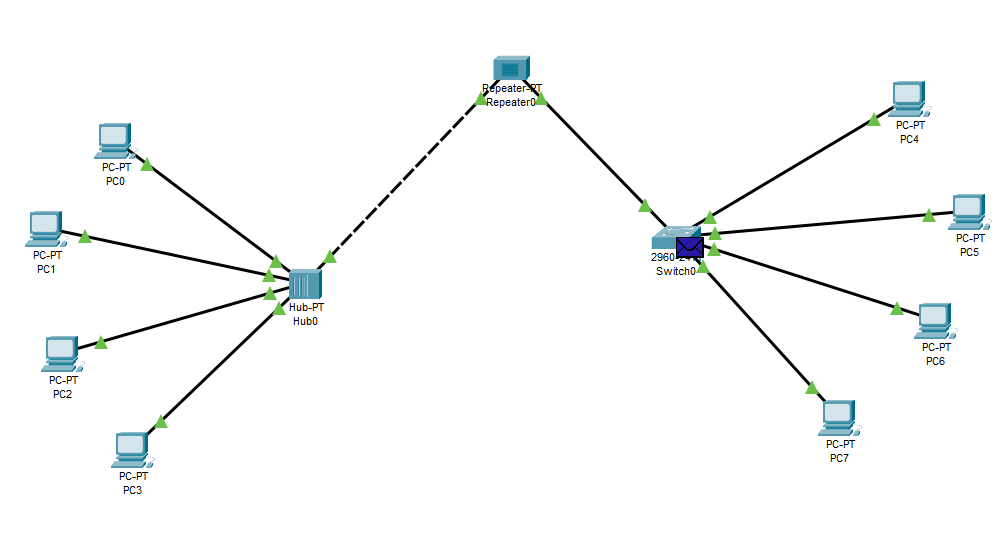 Repeater-PT
Repeater0
PC-PT
PC0
PC-PT
PC1
PC-PT
PC2
PC-PT
PC3
Hub-PT
Hub0
Switch0
PC-PT
PC4
PC-PT
PC5
PC-PT
PC6
PC-PT
PC7